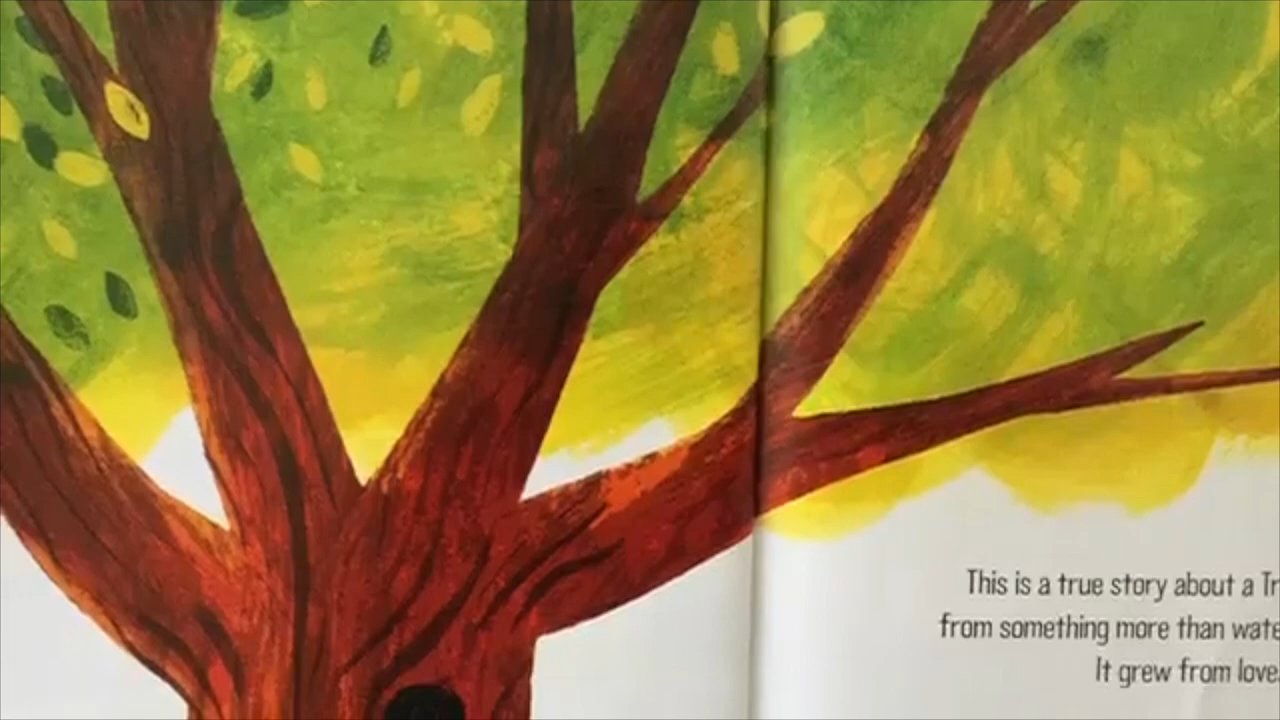 This is a true story about a
from something more than
It grew from love.